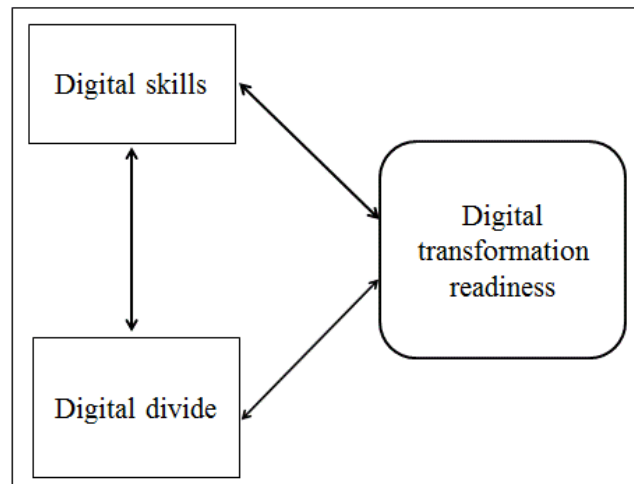 Digital skills
Digital
transformation
readiness
Digital divide